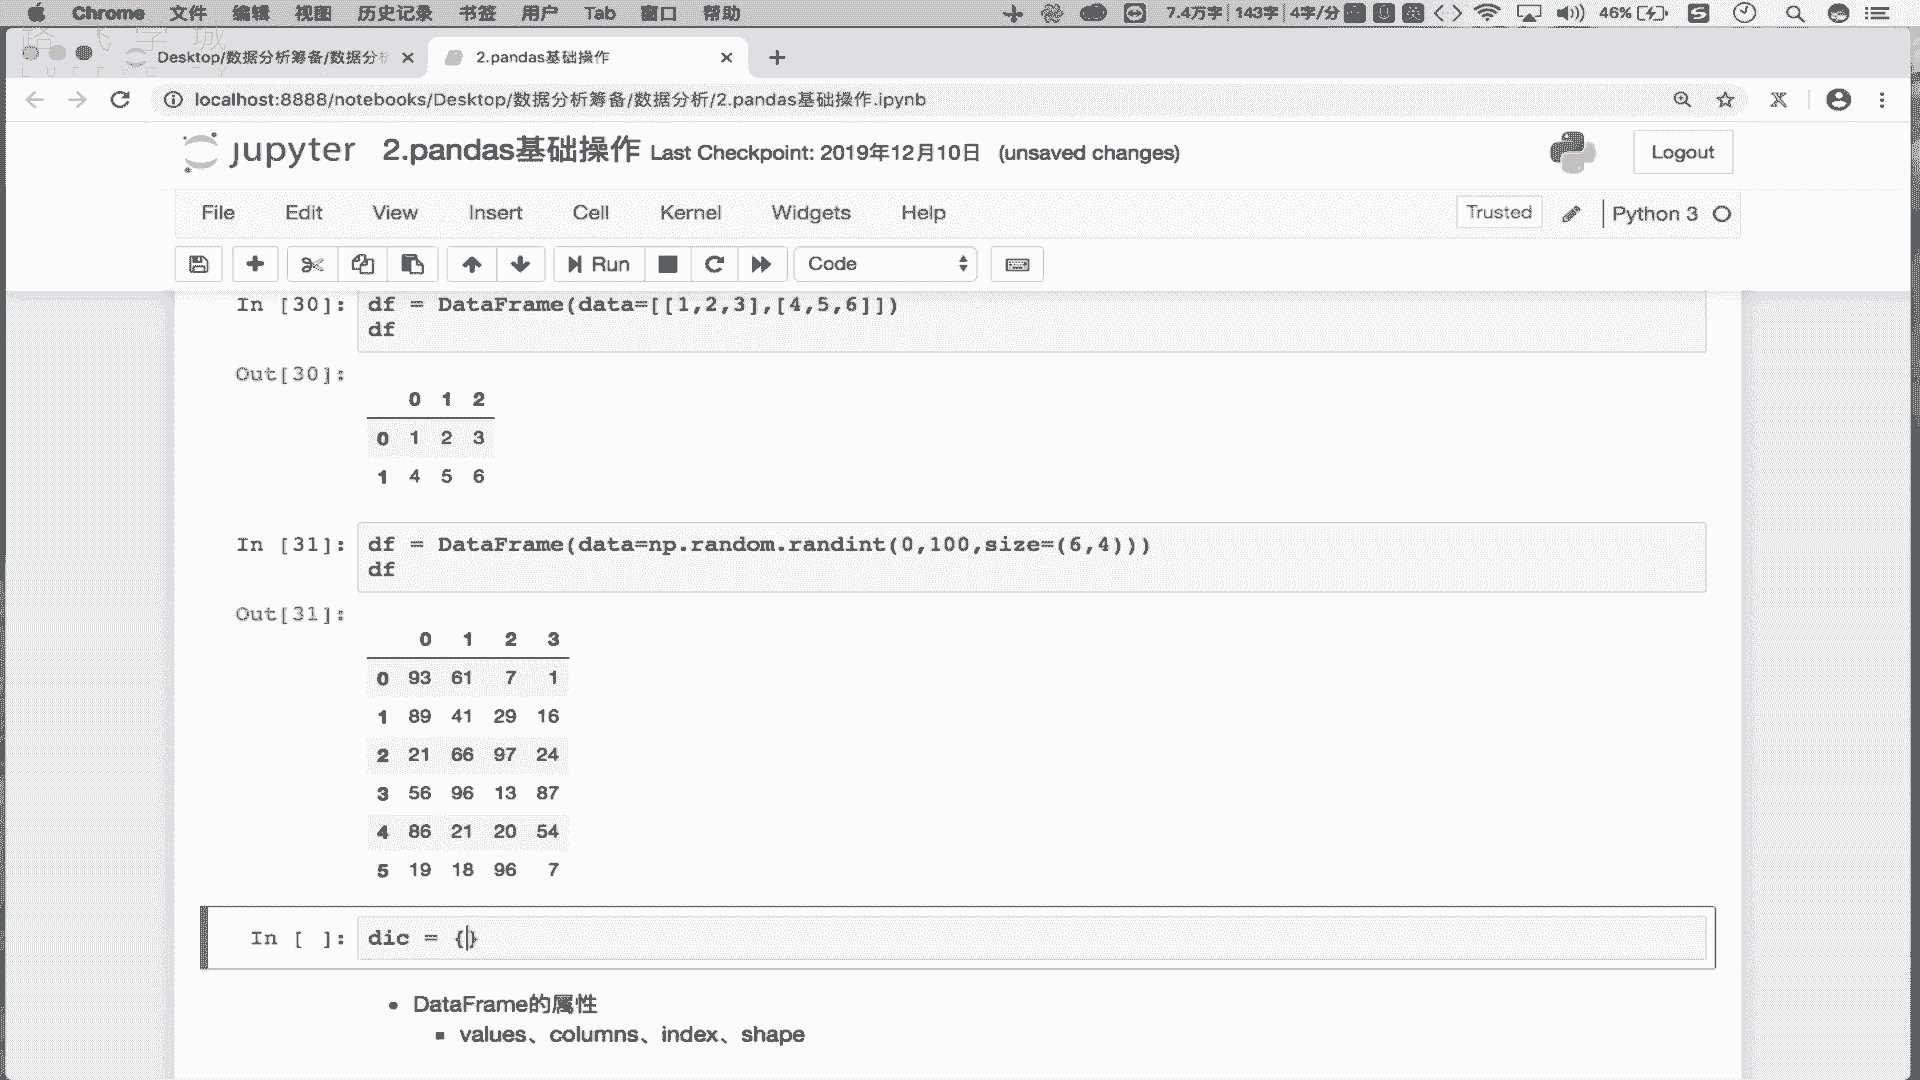 Chrome 文件 编辑 视图 历史记录 书签 用户 Tab 窗口 帮助 7.4万字 143字 4字/分 46%
Desktop/数据分析筹备/数据分析
2.pandas基础操作
localhost:8888/notebooks/Desktop/数据分析筹备/数据分析/2.pandas基础操作.ipynb
jupyter 2.pandas基础操作 Last Checkpoint: 2019年12月10日 (unsaved changes)
Logout
File Edit View Insert Cell Kernel Widgets Help
Trusted Python 3
Run Code
In [30]: df = DataFrame(data=[[1,2,3],[4,5,6]])
df
Out[30]:
0 1 2
0 1 2 3
1 4 5 6
In [31]: df = DataFrame(data=np.random.randint(0,100,size=(6,4)))
df
Out[31]:
0 1 2 3
0 93 61 7 1
1 89 41 29 16
2 21 66 97 24
3 56 96 13 87
4 86 21 20 54
5 19 18 96 7
In [ ]: dic = {}
DataFrame的属性
values、columns、index、shape